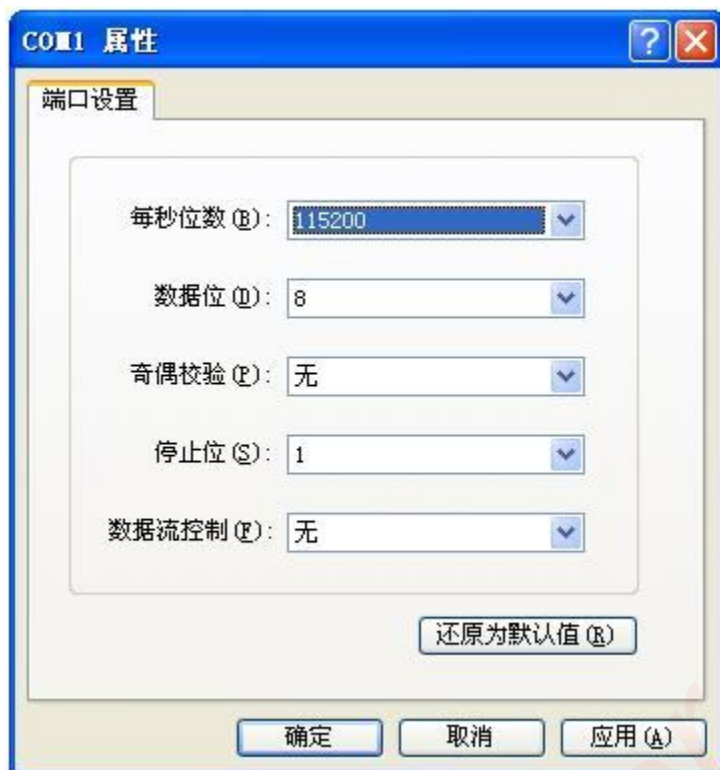 COM1 属性
端口设置
每秒位数(B): 115200
数据位(D): 8
奇偶校验(P): 无
停止位(S): 1
数据流控制(F): 无
还原为默认值(R)
确定 取消 应用(A)